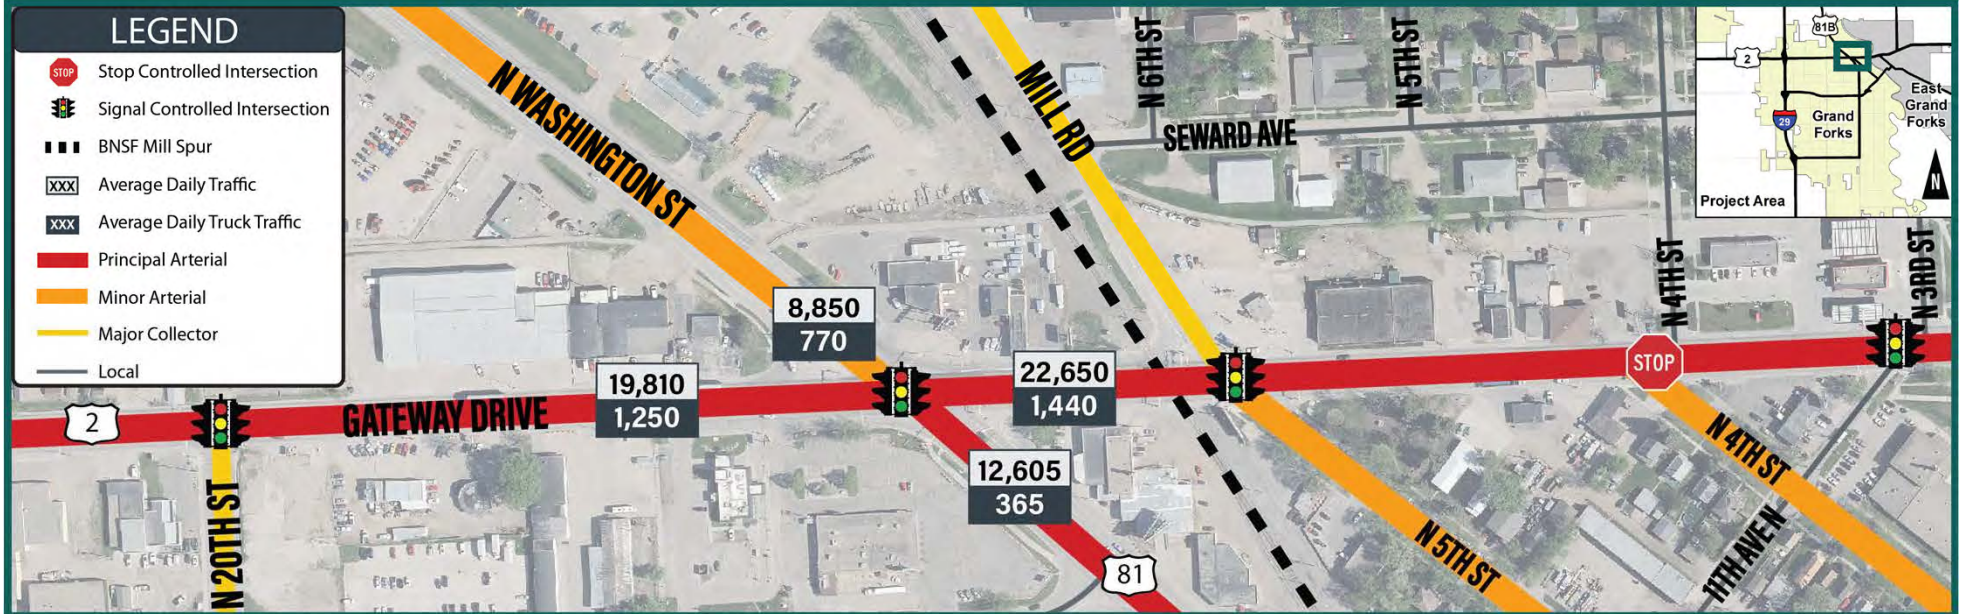 LEGEND
STOP Stop Controlled Intersection
Signal Controlled Intersection
BNSF Mill Spur
XXX Average Daily Traffic
XXX Average Daily Truck Traffic
Principal Arterial
Minor Arterial
Major Collector
Local
N WASHINGTON ST
MILL RD
N 6TH ST
N 5TH ST
SEWARD AVE
81B
2
29
Grand
Forks
East
Grand
Forks
N
Project Area
N 4TH ST
N 3RD ST
8,850
770
19,810
1,250
22,650
1,440
STOP
2
GATEWAY DRIVE
12,605
365
81
N 20TH ST
N 5TH ST
N 4TH ST
11TH AVE N